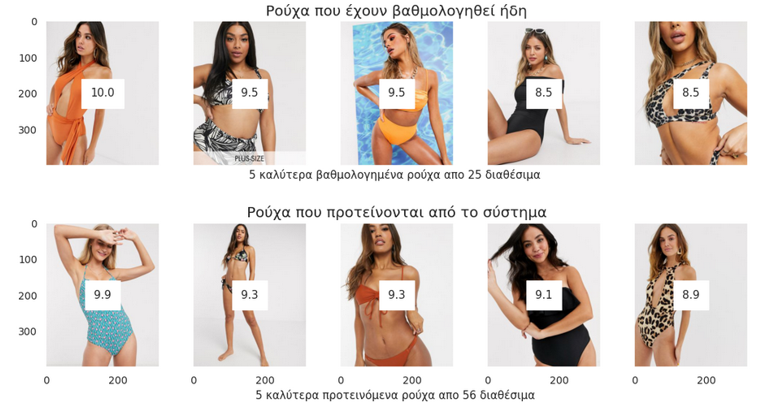 Ρούχα που έχουν βαθμολογηθεί ήδη
0
100
200
300
10.0 9.5 9.5 8.5 8.5
PLUS-SIZE
5 καλύτερα βαθμολογημένα ρούχα απο 25 διαθέσιμα
Ρούχα που προτείνονται από το σύστημα
0
100
200
300
9.9 9.3 9.3 9.1 8.9
0 200 0 200 0 200 0 200 0 200
5 καλύτερα προτεινόμενα ρούχα απο 56 διαθέσιμα